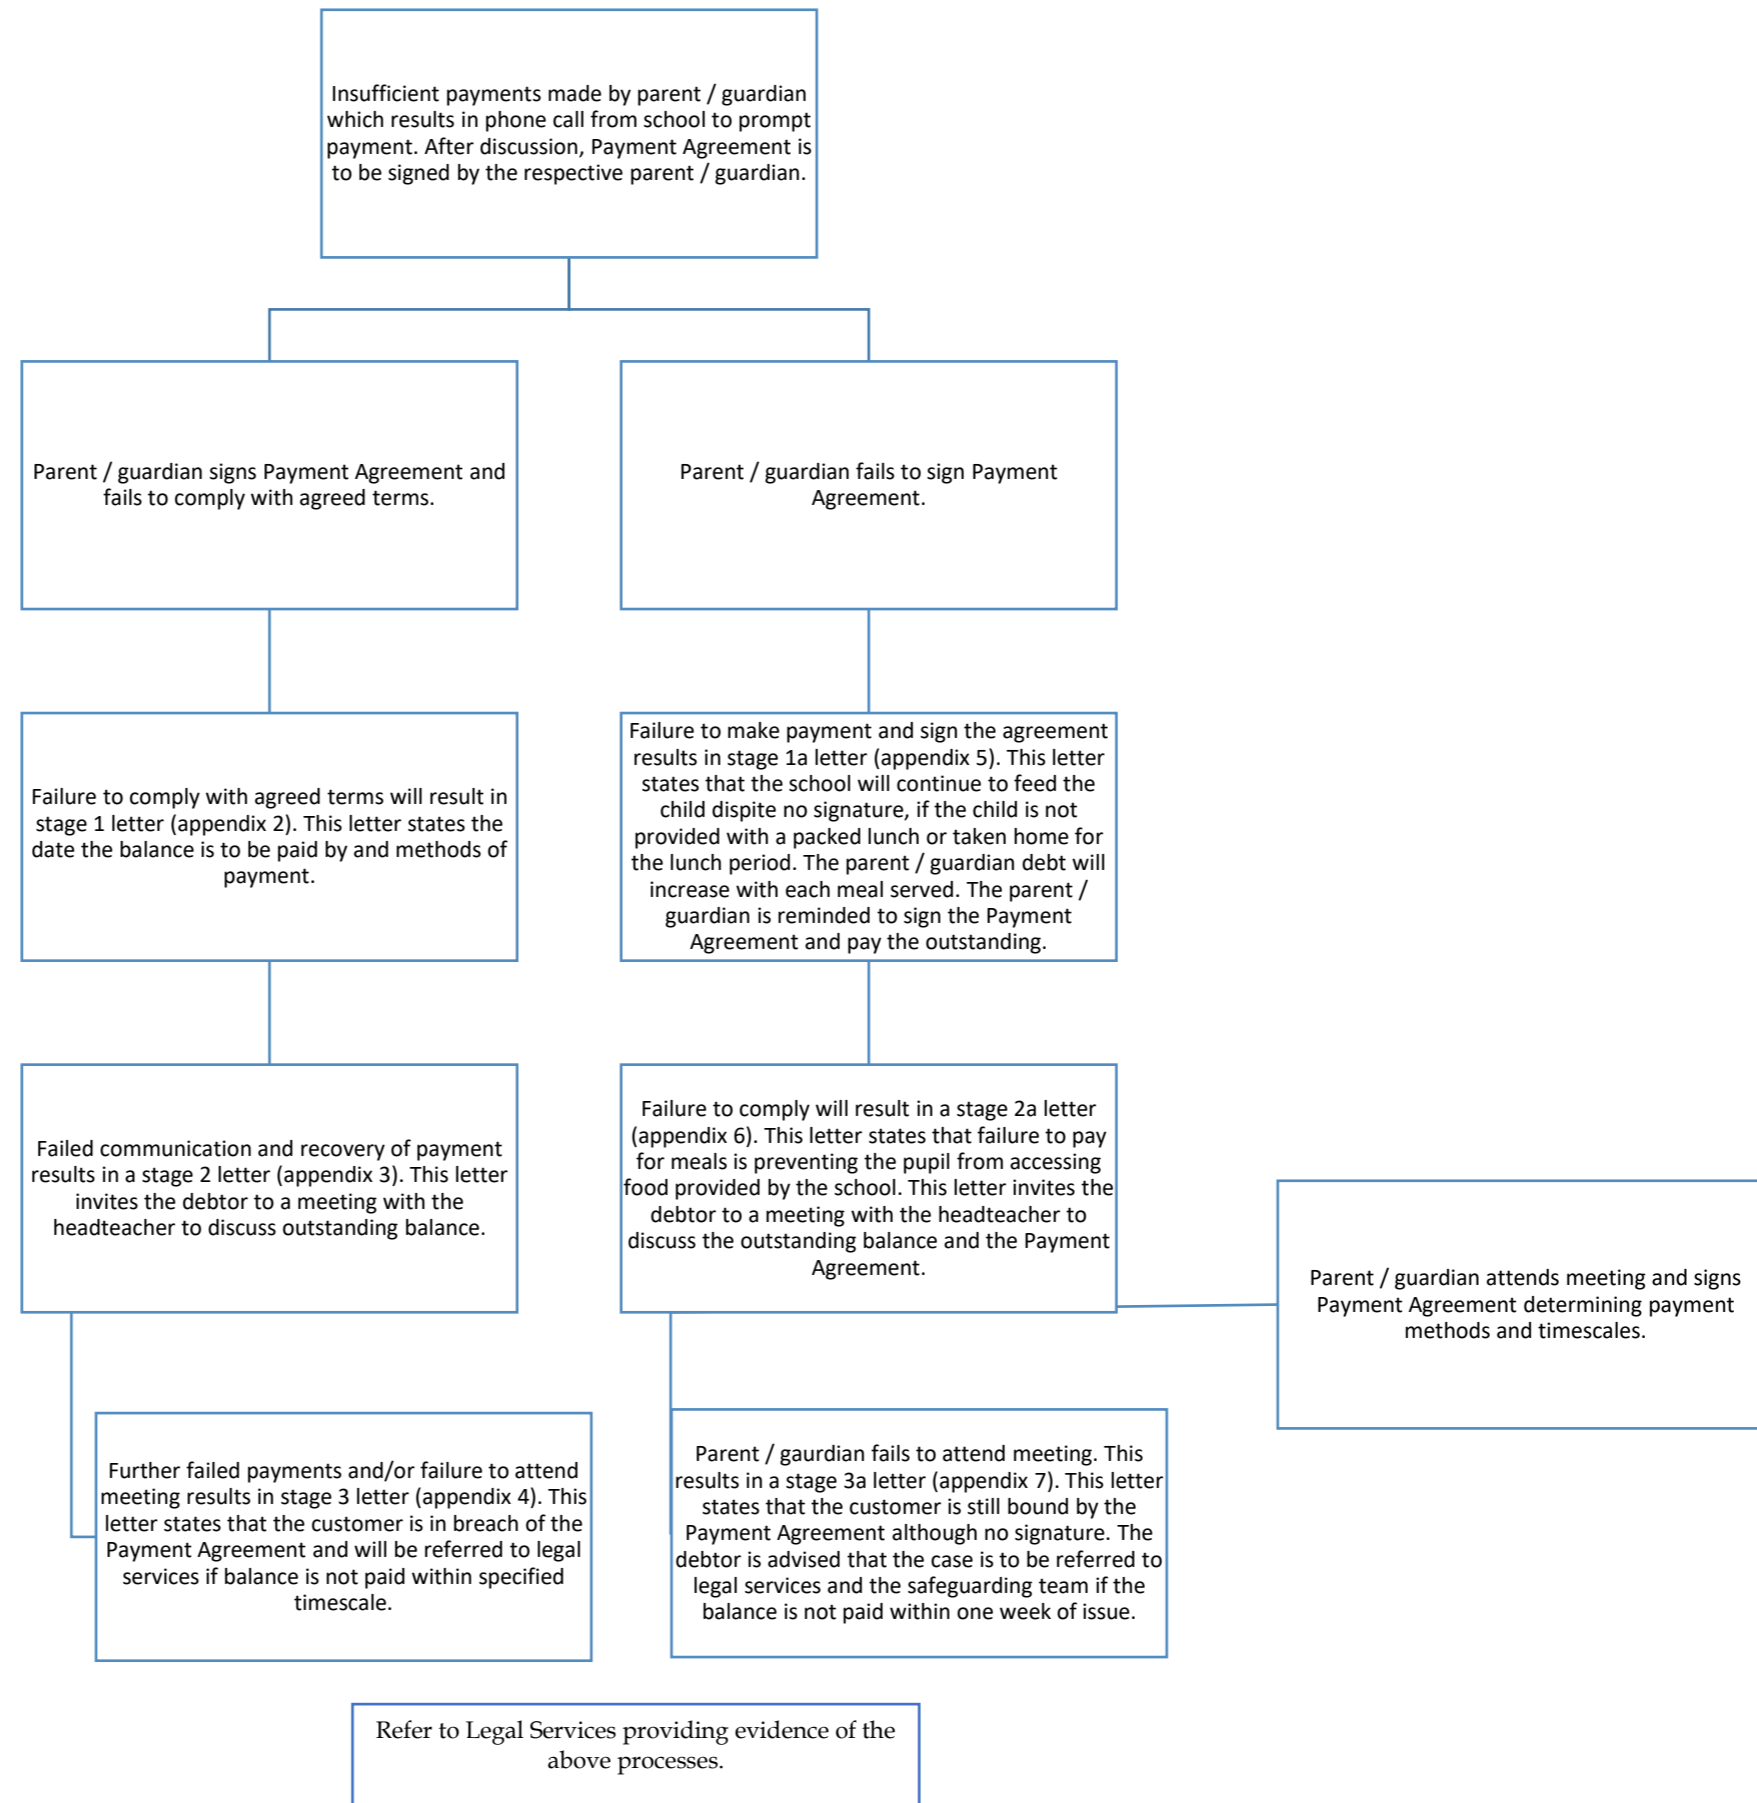 Insufficient payments made by parent / guardian
which results in phone call from school to prompt
payment. After discussion, Payment Agreement is
to be signed by the respective parent / guardian.
Parent / guardian signs Payment Agreement and
fails to comply with agreed terms.
Parent / guardian fails to sign Payment
Agreement.
Failure to comply with agreed terms will result in
stage 1 letter (appendix 2). This letter states the
date the balance is to be paid by and methods of
payment.
Failure to make payment and sign the agreement
results in stage 1a letter (appendix 5). This letter
states that the school will continue to feed the
child dispite no signature, if the child is not
provided with a packed lunch or taken home for
the lunch period. The parent / guardian debt will
increase with each meal served. The parent /
guardian is reminded to sign the Payment
Agreement and pay the outstanding.
Failed communication and recovery of payment
results in a stage 2 letter (appendix 3). This letter
invites the debtor to a meeting with the
headteacher to discuss outstanding balance.
Failure to comply will result in a stage 2a letter
(appendix 6). This letter states that failure to pay
for meals is preventing the pupil from accessing
food provided by the school. This letter invites the
debtor to a meeting with the headteacher to
discuss the outstanding balance and the Payment
Agreement.
Parent / guardian attends meeting and signs
Payment Agreement determining payment
methods and timescales.
Further failed payments and/or failure to attend
meeting results in stage 3 letter (appendix 4). This
letter states that the customer is in breach of the
Payment Agreement and will be referred to legal
services if balance is not paid within specified
timescale.
Parent / gaurdian fails to attend meeting. This
results in a stage 3a letter (appendix 7). This letter
states that the customer is still bound by the
Payment Agreement although no signature. The
debtor is advised that the case is to be referred to
legal services and the safeguarding team if the
balance is not paid within one week of issue.
Refer to Legal Services providing evidence of the
above processes.